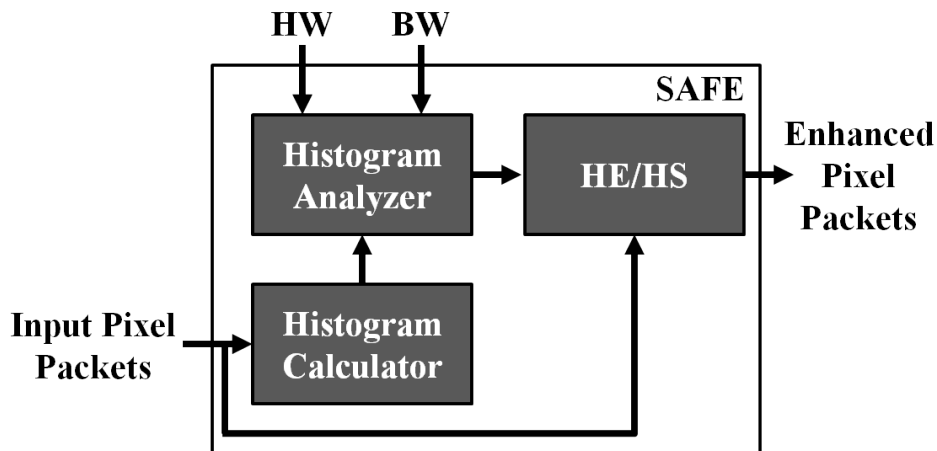 HW
BW
SAFE
Histogram
Analyzer
HE/HS
Enhanced
Pixel
Packets
Input Pixel
Packets
Histogram
Calculator